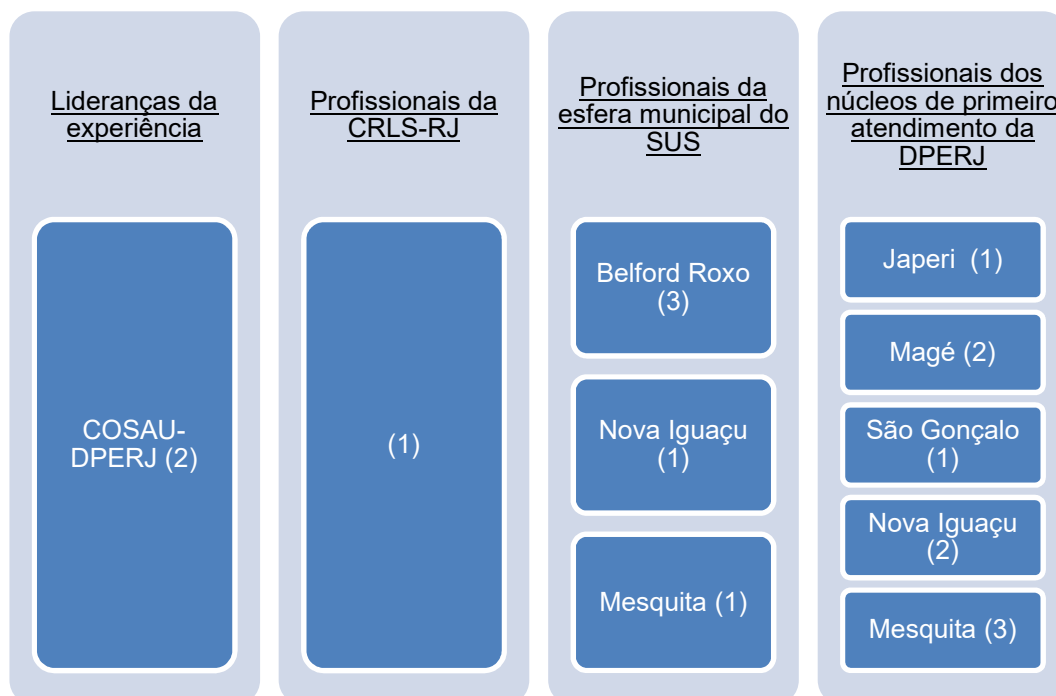 Lideranças da
experiência
COSAU-
DPERJ (2)
Profissionais da
CRLS-RJ
(1)
Profissionais da
esfera municipal do
SUS
Belford Roxo
(3)
Nova Iguaçu
(1)
Mesquita (1)
Profissionais dos
núcleos de primeiro
atendimento da
DPERJ
Japeri (1)
Magé (2)
São Gonçalo
(1)
Nova Iguaçu
(2)
Mesquita (3)